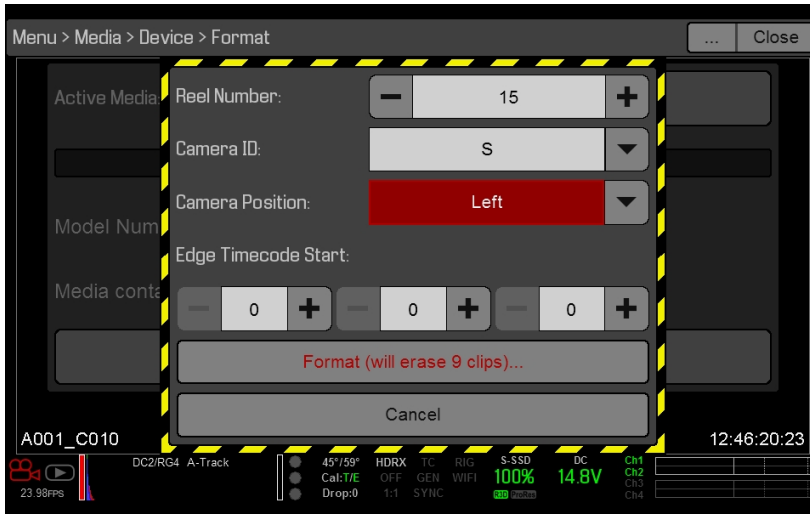 Menu > Media > Device > Format
...
Close
Active Media:
Reel Number:
15
Camera ID:
S
Camera Position:
Left
Model Num
Edge Timecode Start:
Media conta
0
0
0
Format (will erase 9 clips)...
Cancel
A001_C010
12:46:20:23
DC2/RG4 A-Track
45°/59° HDRX TC RIG S-SSD DC Ch1
Cal:T/E OFF GEN WIFI 100% 14.8V Ch2
Drop:0 1:1 SYNC R3D ProRes Ch3
23.98FPS
Ch4